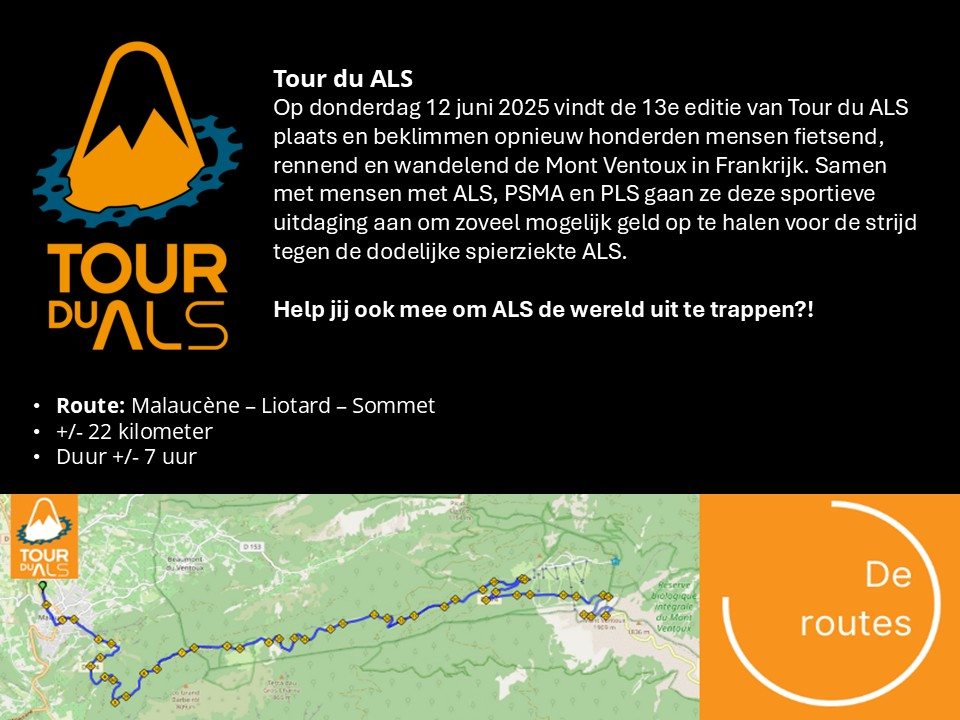 TOUR
DU ALS
Tour du ALS
Op donderdag 12 juni 2025 vindt de 13e editie van Tour du ALS
plaats en beklimmen opnieuw honderden mensen fietsend,
rennend en wandelend de Mont Ventoux in Frankrijk. Samen
met mensen met ALS, PSMA en PLS gaan ze deze sportieve
uitdaging aan om zoveel mogelijk geld op te halen voor de strijd
tegen de dodelijke spierziekte ALS.
Help jij ook mee om ALS de wereld uit te trappen?!
• Route: Malaucène – Liotard – Sommet
• +/- 22 kilometer
• Duur +/- 7 uur
TOUR
DU ALS
D 153
Beaumont
du Ventoux
Réserve
biologique
intégrale
du Mont
Ventoux
De
routes